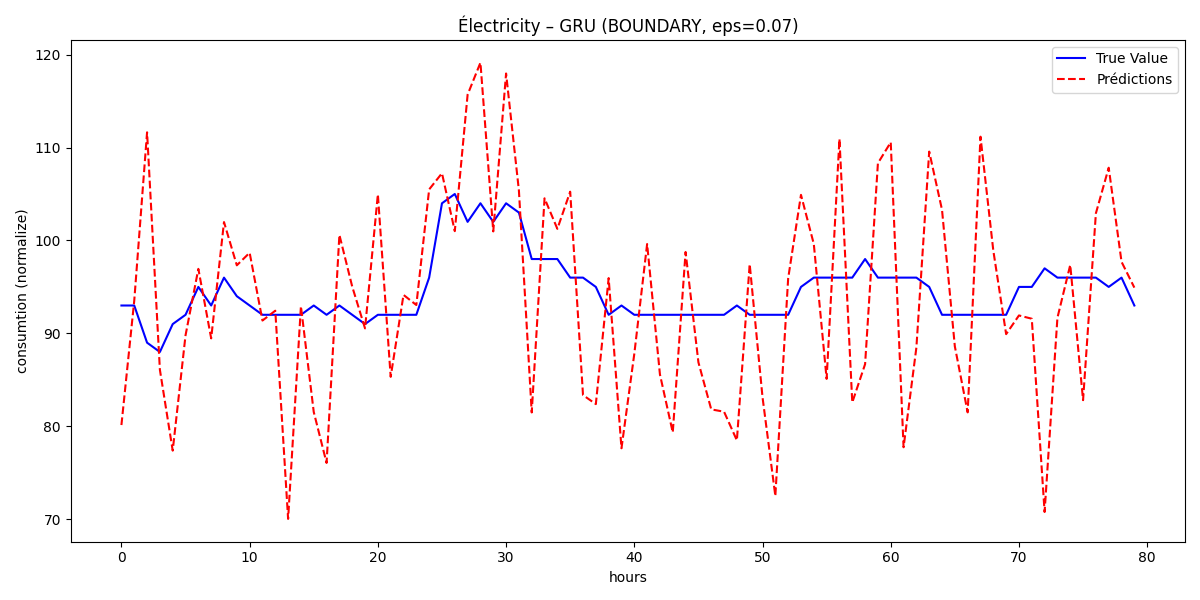 Électricity – GRU (BOUNDARY, eps=0.07)
True Value
Prédictions
consumtion (normalize)
120
110
100
90
80
70
0 10 20 30 40 50 60 70 80
hours